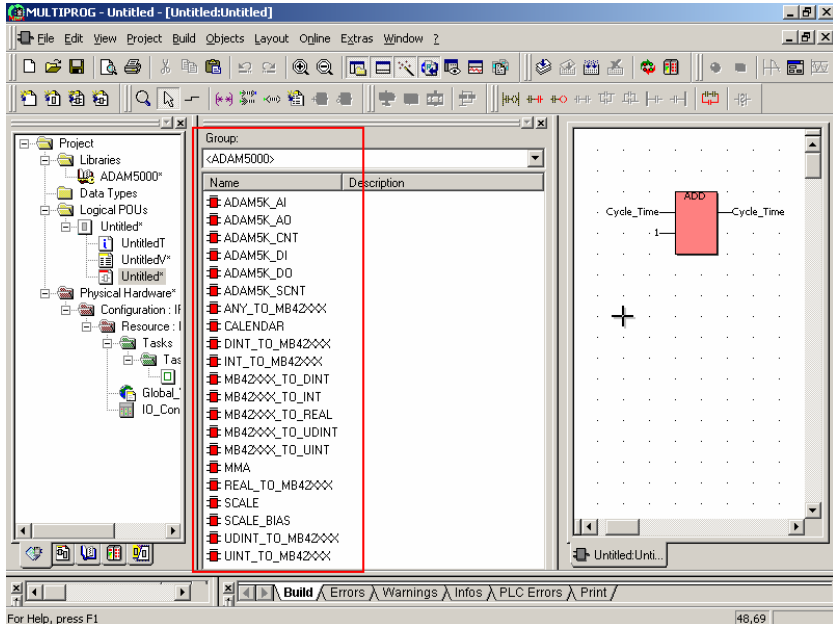 MULTIPROG - Untitled - [Untitled:Untitled]
File Edit View Project Build Objects Layout Online Extras Window ?
Project
Libraries
ADAM5000*
Data Types
Logical POUs
Untitled*
UntitledT
UntitledV*
Untitled*
Physical Hardware*
Configuration : IF
Resource : I
Tasks
Tas
Global_
IO_Con
Group:
<ADAM5000>
Name Description
ADAM5K_AI
ADAM5K_AO
ADAM5K_CNT
ADAM5K_DI
ADAM5K_DO
ADAM5K_SCNT
ANY_TO_MB42XXX
CALENDAR
DINT_TO_MB42XXX
INT_TO_MB42XXX
MB42XXX_TO_DINT
MB42XXX_TO_INT
MB42XXX_TO_REAL
MB42XXX_TO_UDINT
MB42XXX_TO_UINT
MMA
REAL_TO_MB42XXX
SCALE
SCALE_BIAS
UDINT_TO_MB42XXX
UINT_TO_MB42XXX
ADD
Cycle_Time Cycle_Time
1
Untitled:Unti...
Build Errors Warnings Infos PLC Errors Print
For Help, press F1 48,69